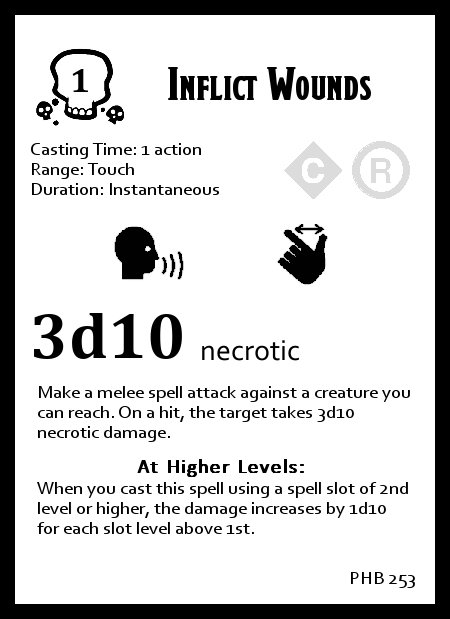 1
Inflict Wounds
Casting Time: 1 action
Range: Touch
Duration: Instantaneous
C R
3d10 necrotic
Make a melee spell attack against a creature you
can reach. On a hit, the target takes 3d10
necrotic damage.
At Higher Levels:
When you cast this spell using a spell slot of 2nd
level or higher, the damage increases by 1d10
for each slot level above 1st.
PHB 253